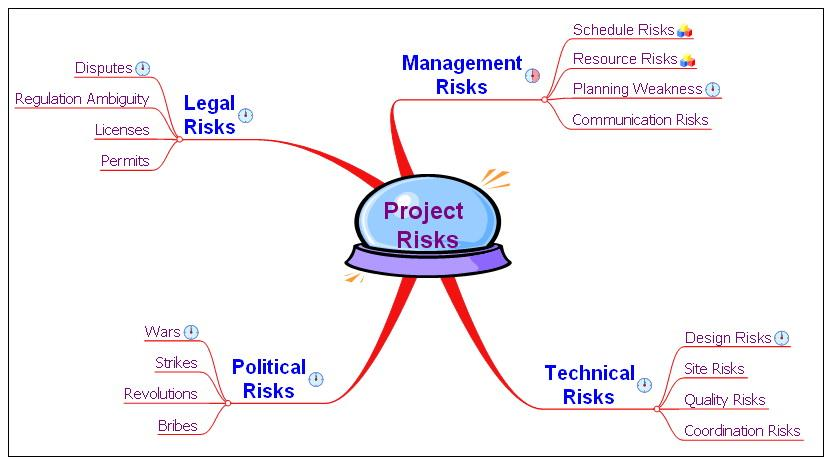 Project
Risks
Management
Risks
Schedule Risks
Resource Risks
Planning Weakness
Communication Risks
Technical
Risks
Design Risks
Site Risks
Quality Risks
Coordination Risks
Political
Risks
Wars
Strikes
Revolutions
Bribes
Legal
Risks
Disputes
Regulation Ambiguity
Licenses
Permits